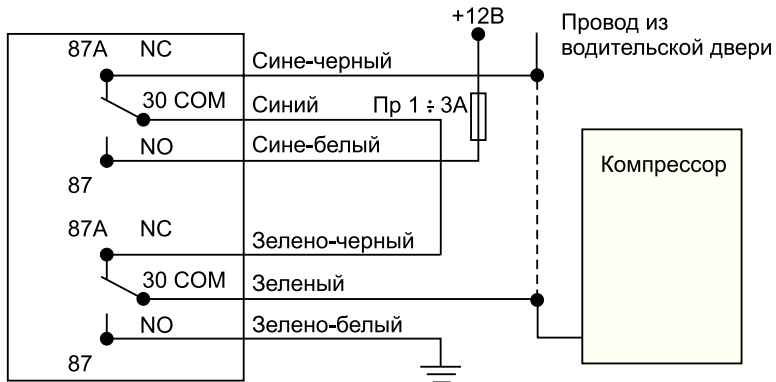 +12В
Провод из
водительской двери
87A NC
Сине-черный
30 COM
Синий
Пр 1 ÷ 3А
NO
Сине-белый
87
Компрессор
87A NC
Зелено-черный
30 COM
Зеленый
NO
Зелено-белый
87